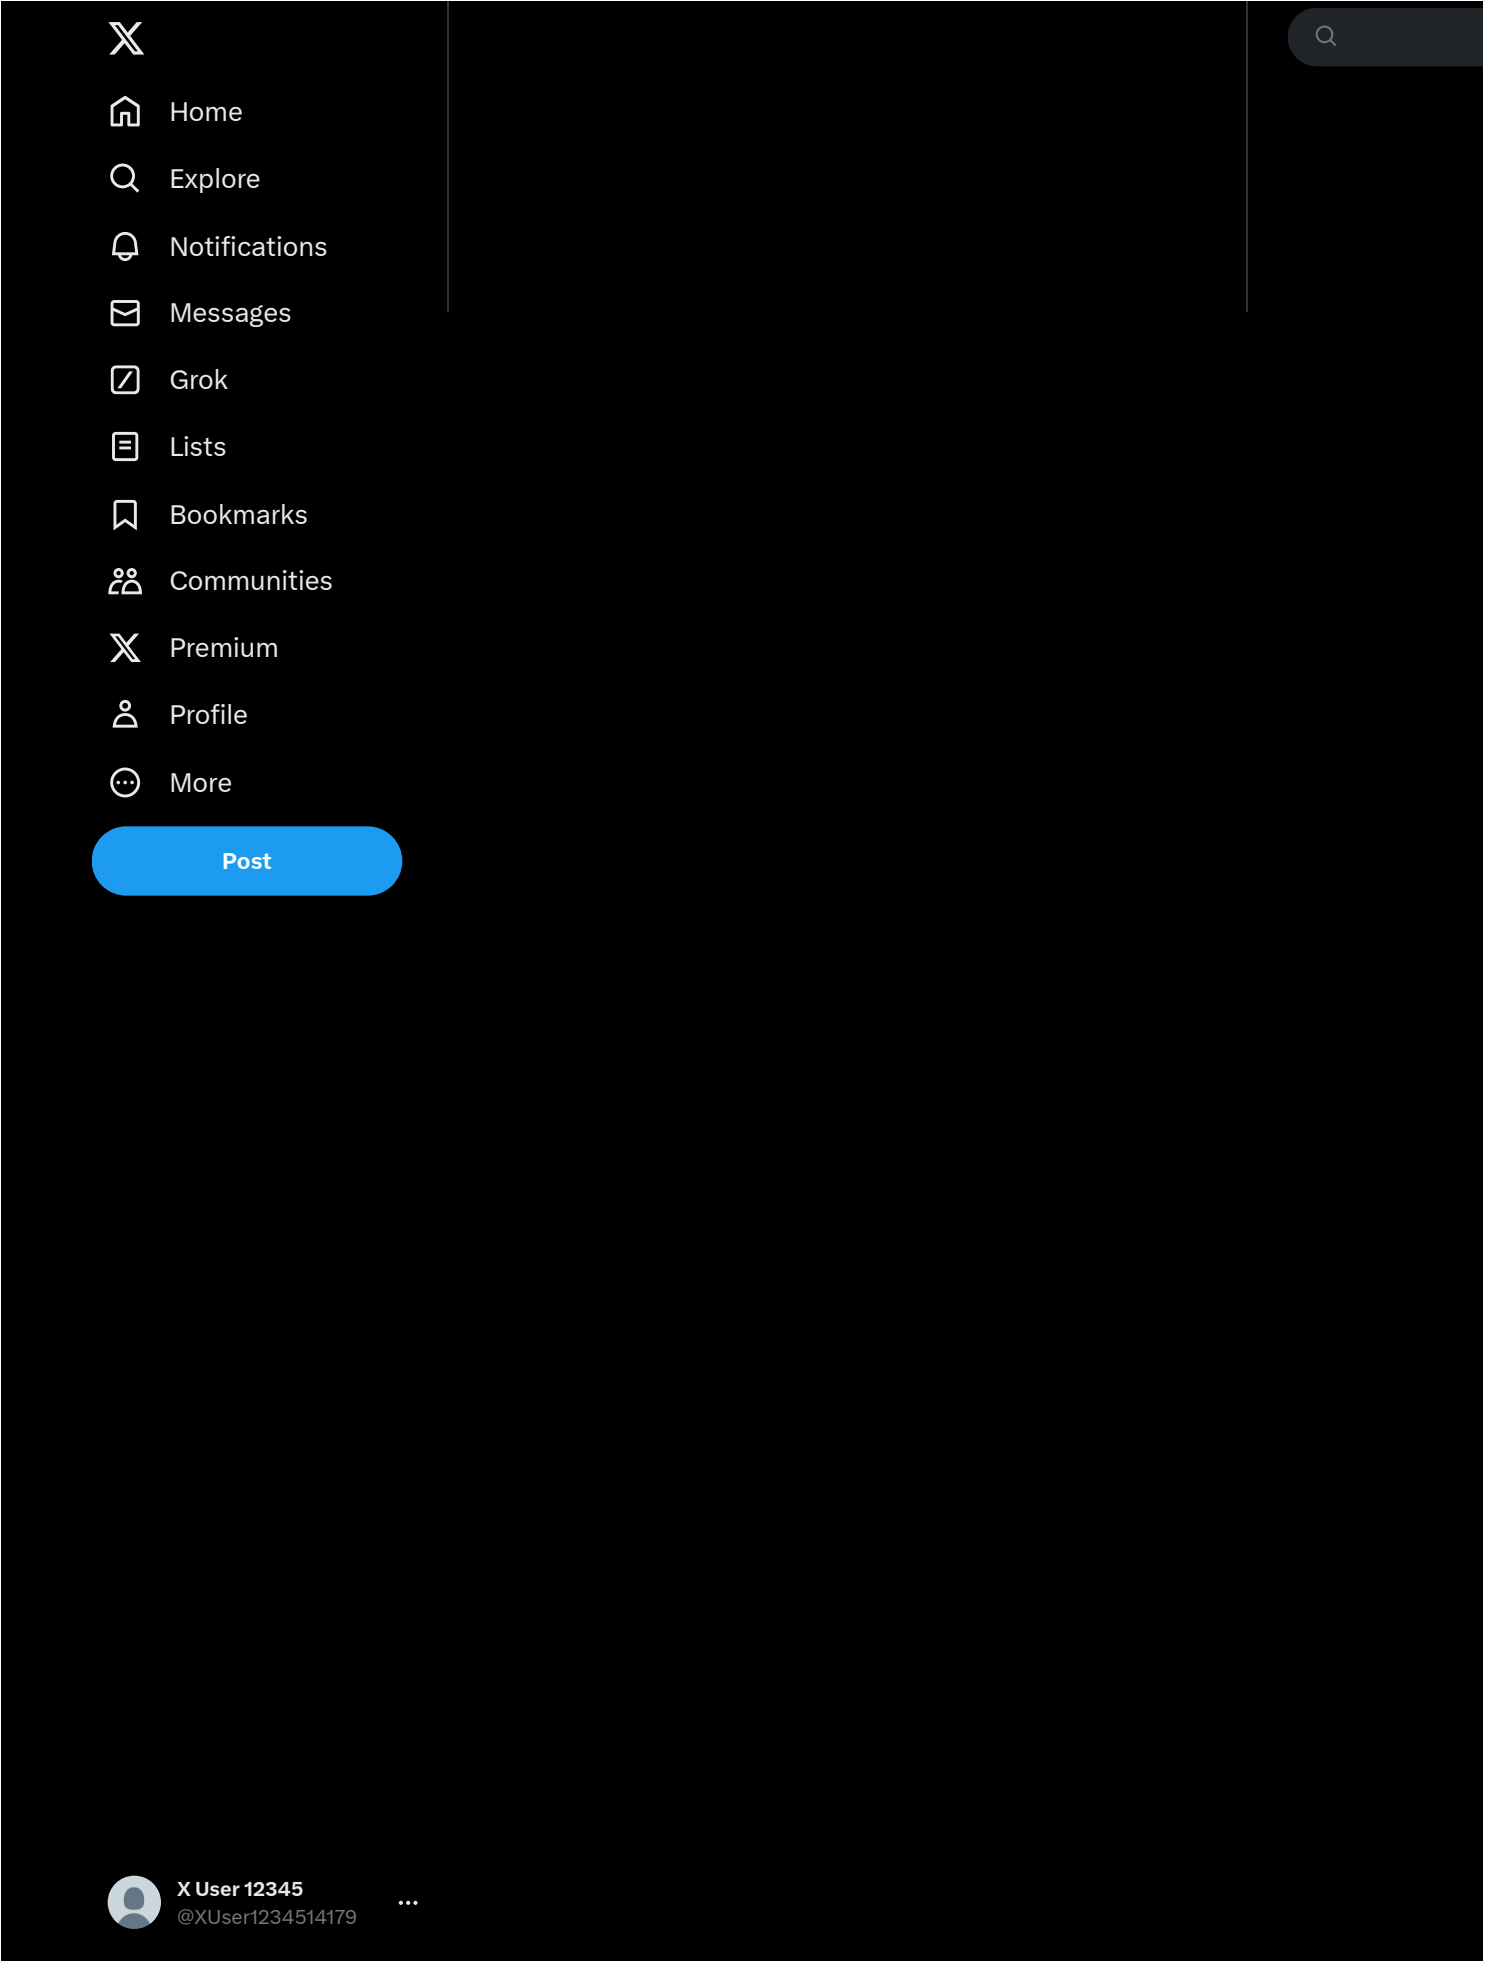 Home
Explore
Notifications
Messages
Grok
Lists
Bookmarks
Communities
Premium
Profile
More
Post
X User 12345
@XUser1234514179